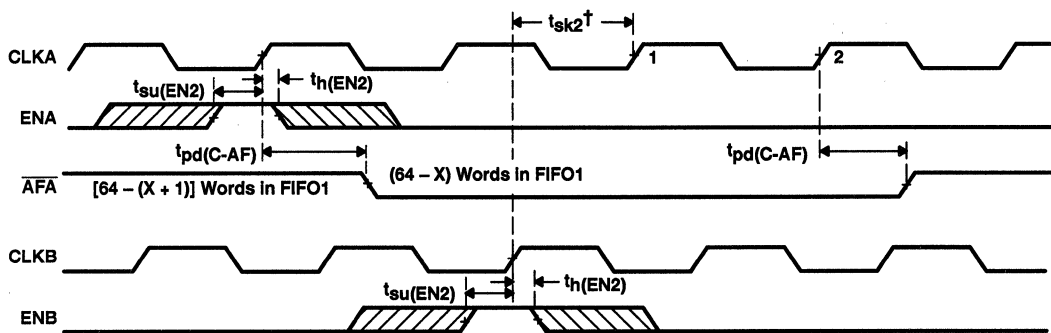 tsk2†
CLKA
1
2
tsu(EN2)
th(EN2)
ENA
tpd(C-AF)
tpd(C-AF)
AFA
[64 – (X + 1)] Words in FIFO1
(64 – X) Words in FIFO1
CLKB
tsu(EN2)
th(EN2)
ENB